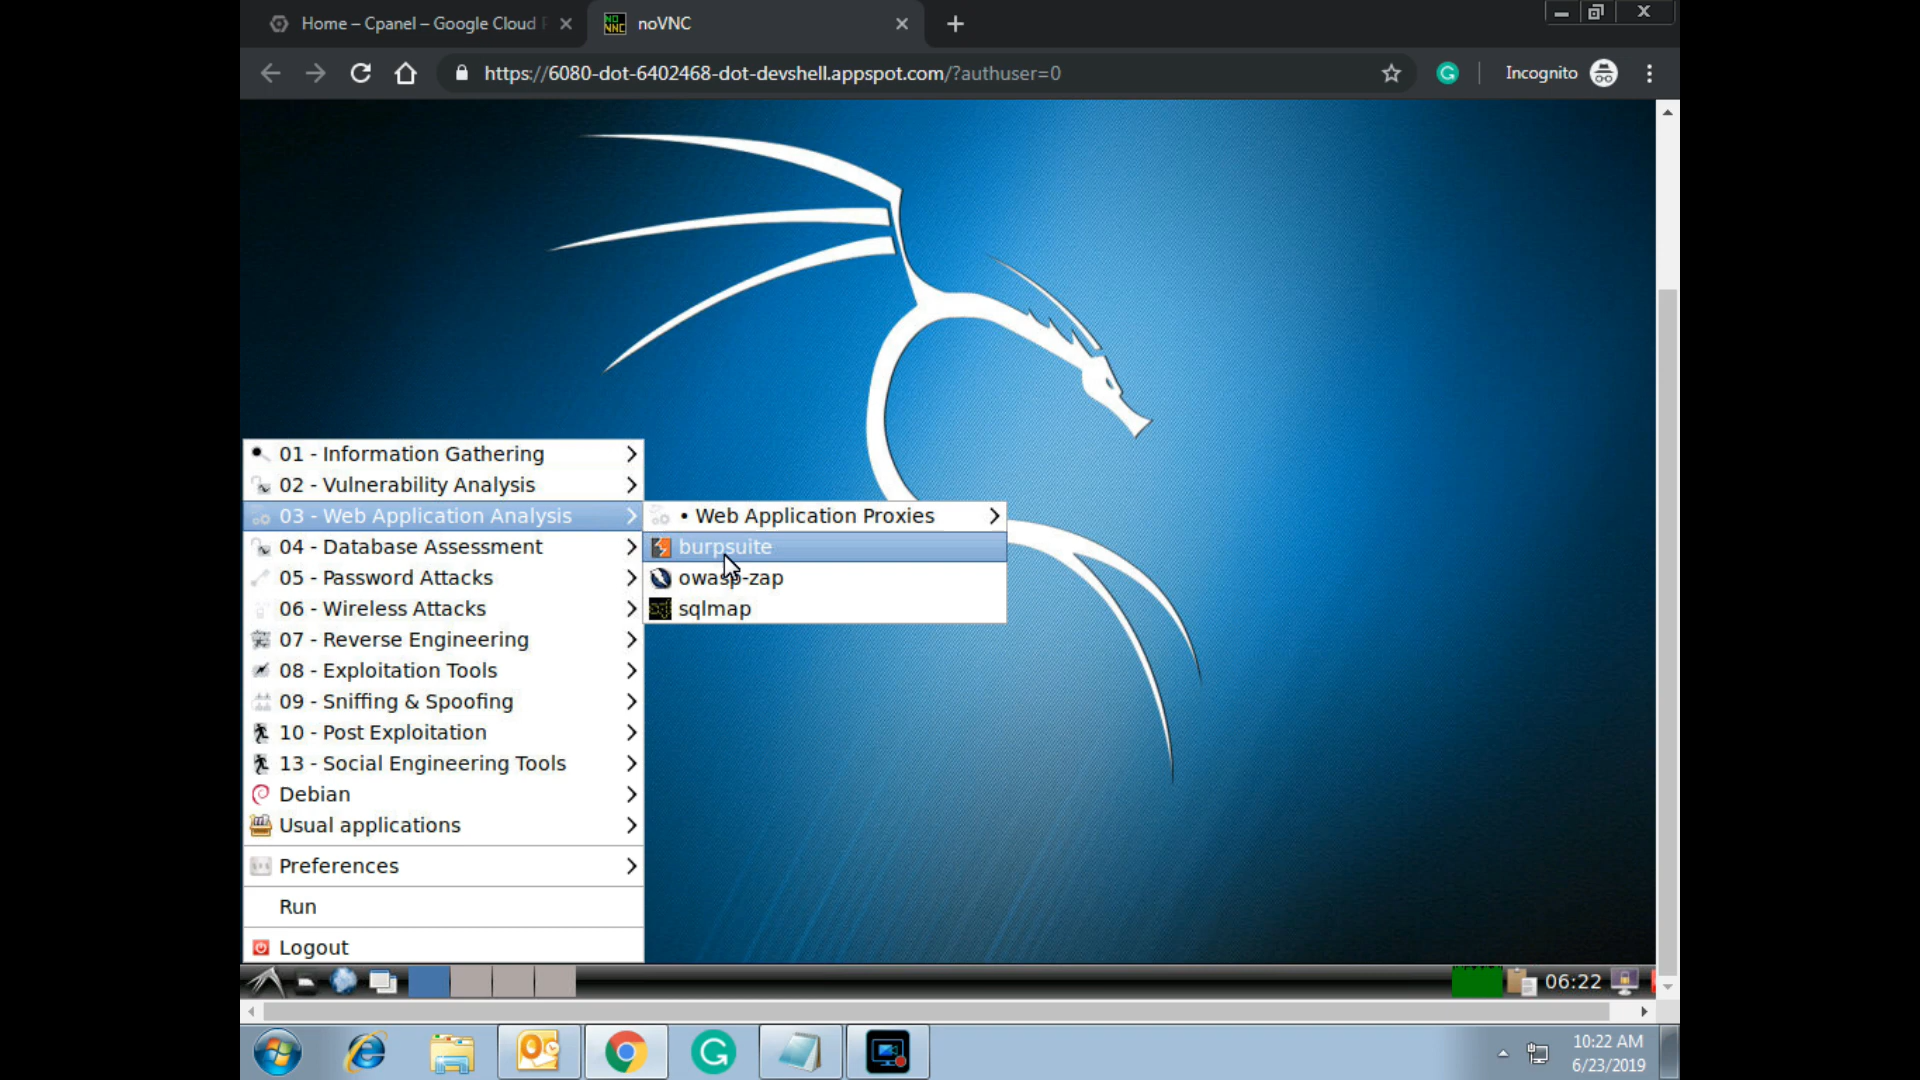 Home – Cpanel – Google Cloud P
noVNC
https://6080-dot-6402468-dot-devshell.appspot.com/?authuser=0
Incognito
01 - Information Gathering
02 - Vulnerability Analysis
03 - Web Application Analysis
• Web Application Proxies
04 - Database Assessment
burpsuite
05 - Password Attacks
owasp-zap
06 - Wireless Attacks
sqlmap
07 - Reverse Engineering
08 - Exploitation Tools
09 - Sniffing & Spoofing
10 - Post Exploitation
13 - Social Engineering Tools
Debian
Usual applications
Preferences
Run
Logout
06:22
10:22 AM
6/23/2019